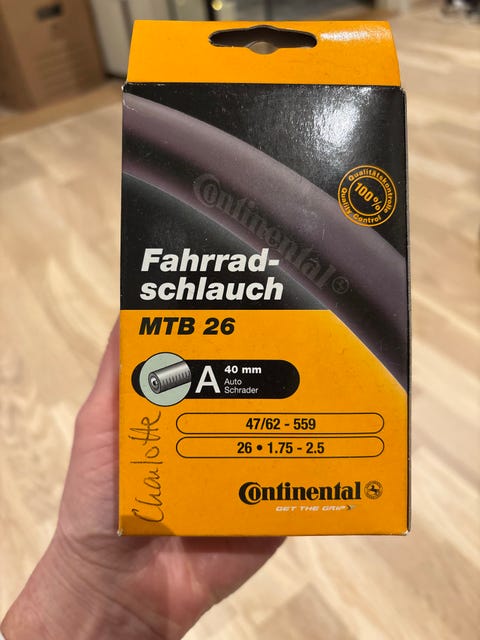 Continental
Qualitätskontrolle
100%
Quality Control
Fahrrad-
schlauch
MTB 26
A
40 mm
Auto
Schrader
47/62 - 559
26 • 1.75 - 2.5
Charlotte
Continental
GET THE GRIP